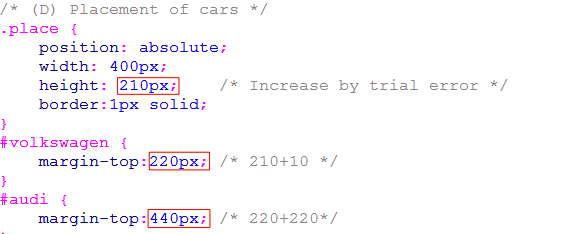 /* (D) Placement of cars */
.place {
position: absolute;
width: 400px;
height: 210px; /* Increase by trial error */
border:1px solid;
}
#volkswagen {
margin-top:220px; /* 210+10 */
}
#audi {
margin-top:440px; /* 220+220*/